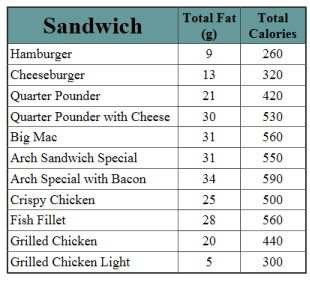 Sandwich Total Fat (g) Total Calories
Hamburger 9 260
Cheeseburger 13 320
Quarter Pounder 21 420
Quarter Pounder with Cheese 30 530
Big Mac 31 560
Arch Sandwich Special 31 550
Arch Special with Bacon 34 590
Crispy Chicken 25 500
Fish Fillet 28 560
Grilled Chicken 20 440
Grilled Chicken Light 5 300